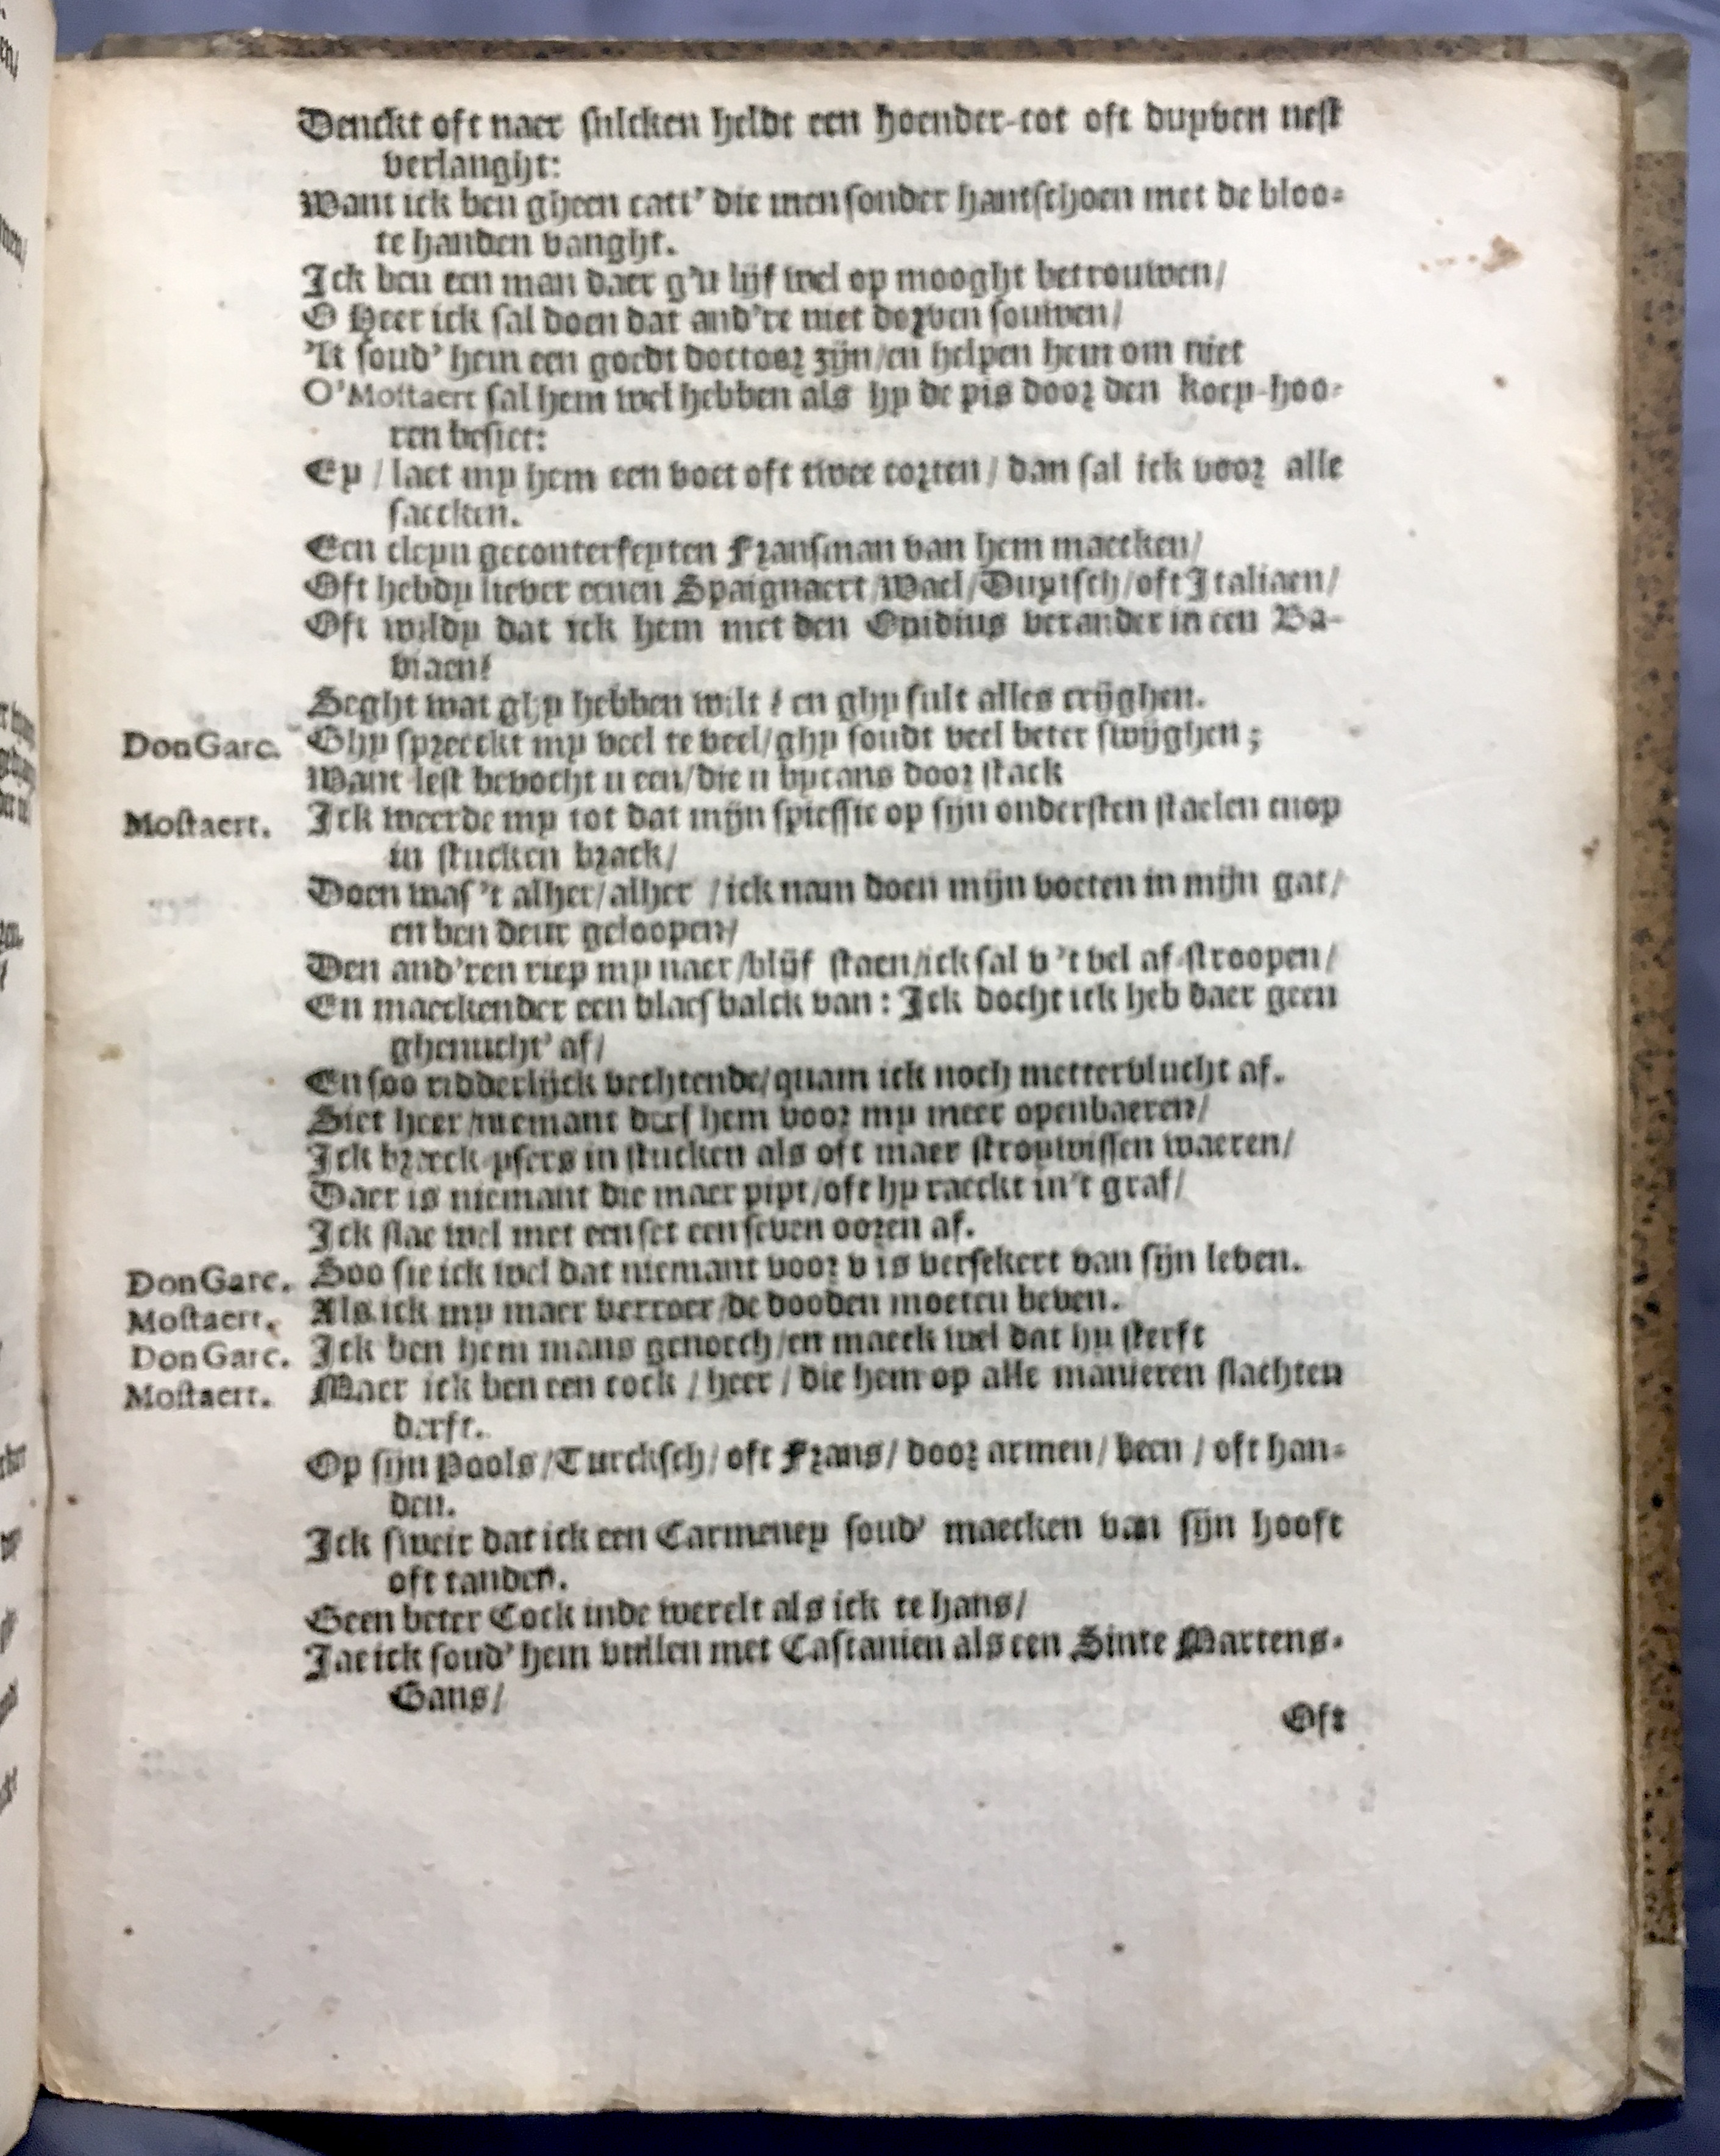 Denckt oft naer sulcken heldt een hoender-cot oft duyven nest
verlanght:
Want ick ben gheen catt' die men sonder hantschoen met de bloo-
te handen vanght.
Ick ben een man daer g'u lijf wel op mooght betrouwen/
O Heer ick sal doen dat and're niet dorven souwen/
'Ik soud' hem een goedt doctoor zijn/en helpen hem om niet
O'Mostaert sal hem wel hebben als hy de pis door den koey-hoo-
ren besiet:
Ey / laet my hem een voet oft twee corten / dan sal ick voor alle
saecken.
Een cleyn geconterfeyten Fransman van hem maecken/
Oft hebdy liever eenen Spaignaert/Wael/Duytsch/oft Italiaen/
Oft wildy dat ick hem met den Ovidius verander in een Ba-
viaen?
Seght wat ghy hebben wilt? en ghy sult alles crijghen.
Don Garc. Ghy spreeckt my veel te veel/ghy soudt veel beter swijghen;
Want lest bevocht u een/die u bycans door stack
Mostaert. Ick weerde my tot dat mijn spiessie op sijn ondersten staelen cnop
in stucken brack/
Doen was 't alher/alher /ick nam doen mijn voeten in mijn gat/
en ben deur geloopen/
Den and'ren riep my naer/blijf staen/ick sal v 't vel af-stroopen/
En maeckender een blaesbalck van: Ick docht ick heb daer geen
ghenucht' af/
En soo ridderlijck vechtende/quam ick noch mettervlucht af.
Siet heer/niemant derf hem voor my meer openbaeren/
Ick breeck ysers in stucken als oft maer stroywissen waeren/
Daer is niemant die maer pipt/oft hy raeckt in't graf/
Ick slae wel met een set een seven ooren af.
Don Garc. Soo sie ick wel dat niemant voor v is versekert van sijn leven.
Mostaert. Als ick my maer verroer/de dooden moeten beven.
Don Garc. Ick ben hem mans genoech/en maeck wel dat hy sterft
Mostaert. Maer ick ben een cock / heer / die hem op alle manieren slachten
derft.
Op sijn Pools/Turcksch/oft Frans/ door armen/ been / oft han-
den.
Ick sweir dat ick een Carmeney soud' maecken van sijn hooft
oft tanden.
Geen beter Cock inde werelt als ick te hans/
Jae ick soud' hem vullen met Castanien als een Sinte Martens-
Gans/
Oft